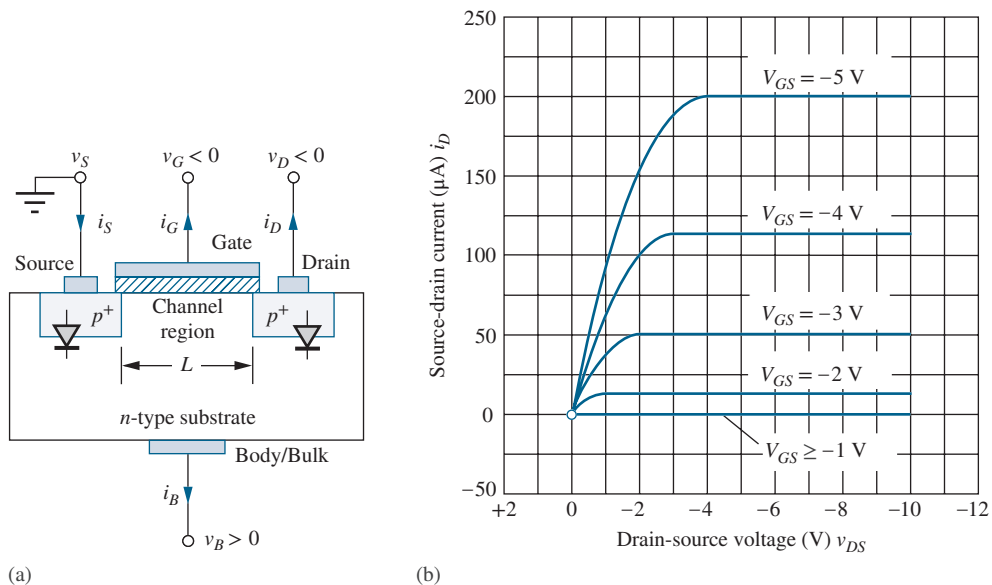 v_S
v_G < 0
v_D < 0
i_S
i_G
i_D
Gate
Source
Drain
Channel
region
p⁺
p⁺
L
n-type substrate
Body/Bulk
i_B
v_B > 0
(a)
Source-drain current (μA) i_D
250
200
150
100
50
0
−50
V_GS = −5 V
V_GS = −4 V
V_GS = −3 V
V_GS = −2 V
V_GS ≥ −1 V
+2 0 −2 −4 −6 −8 −10 −12
Drain-source voltage (V) v_DS
(b)